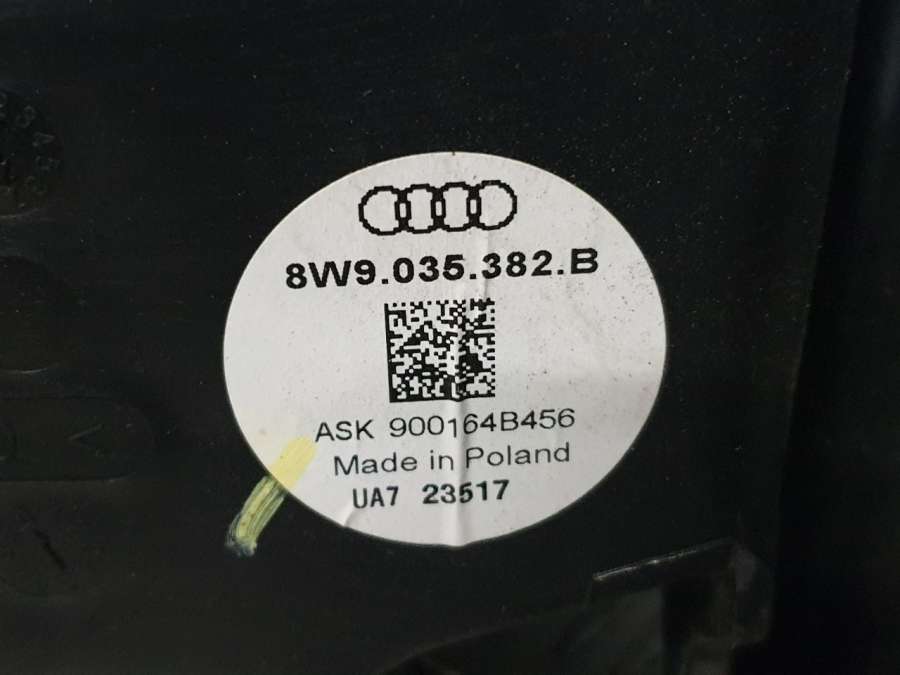 8W9.035.382.B
ASK 900164B456
Made in Poland
UA7 23517